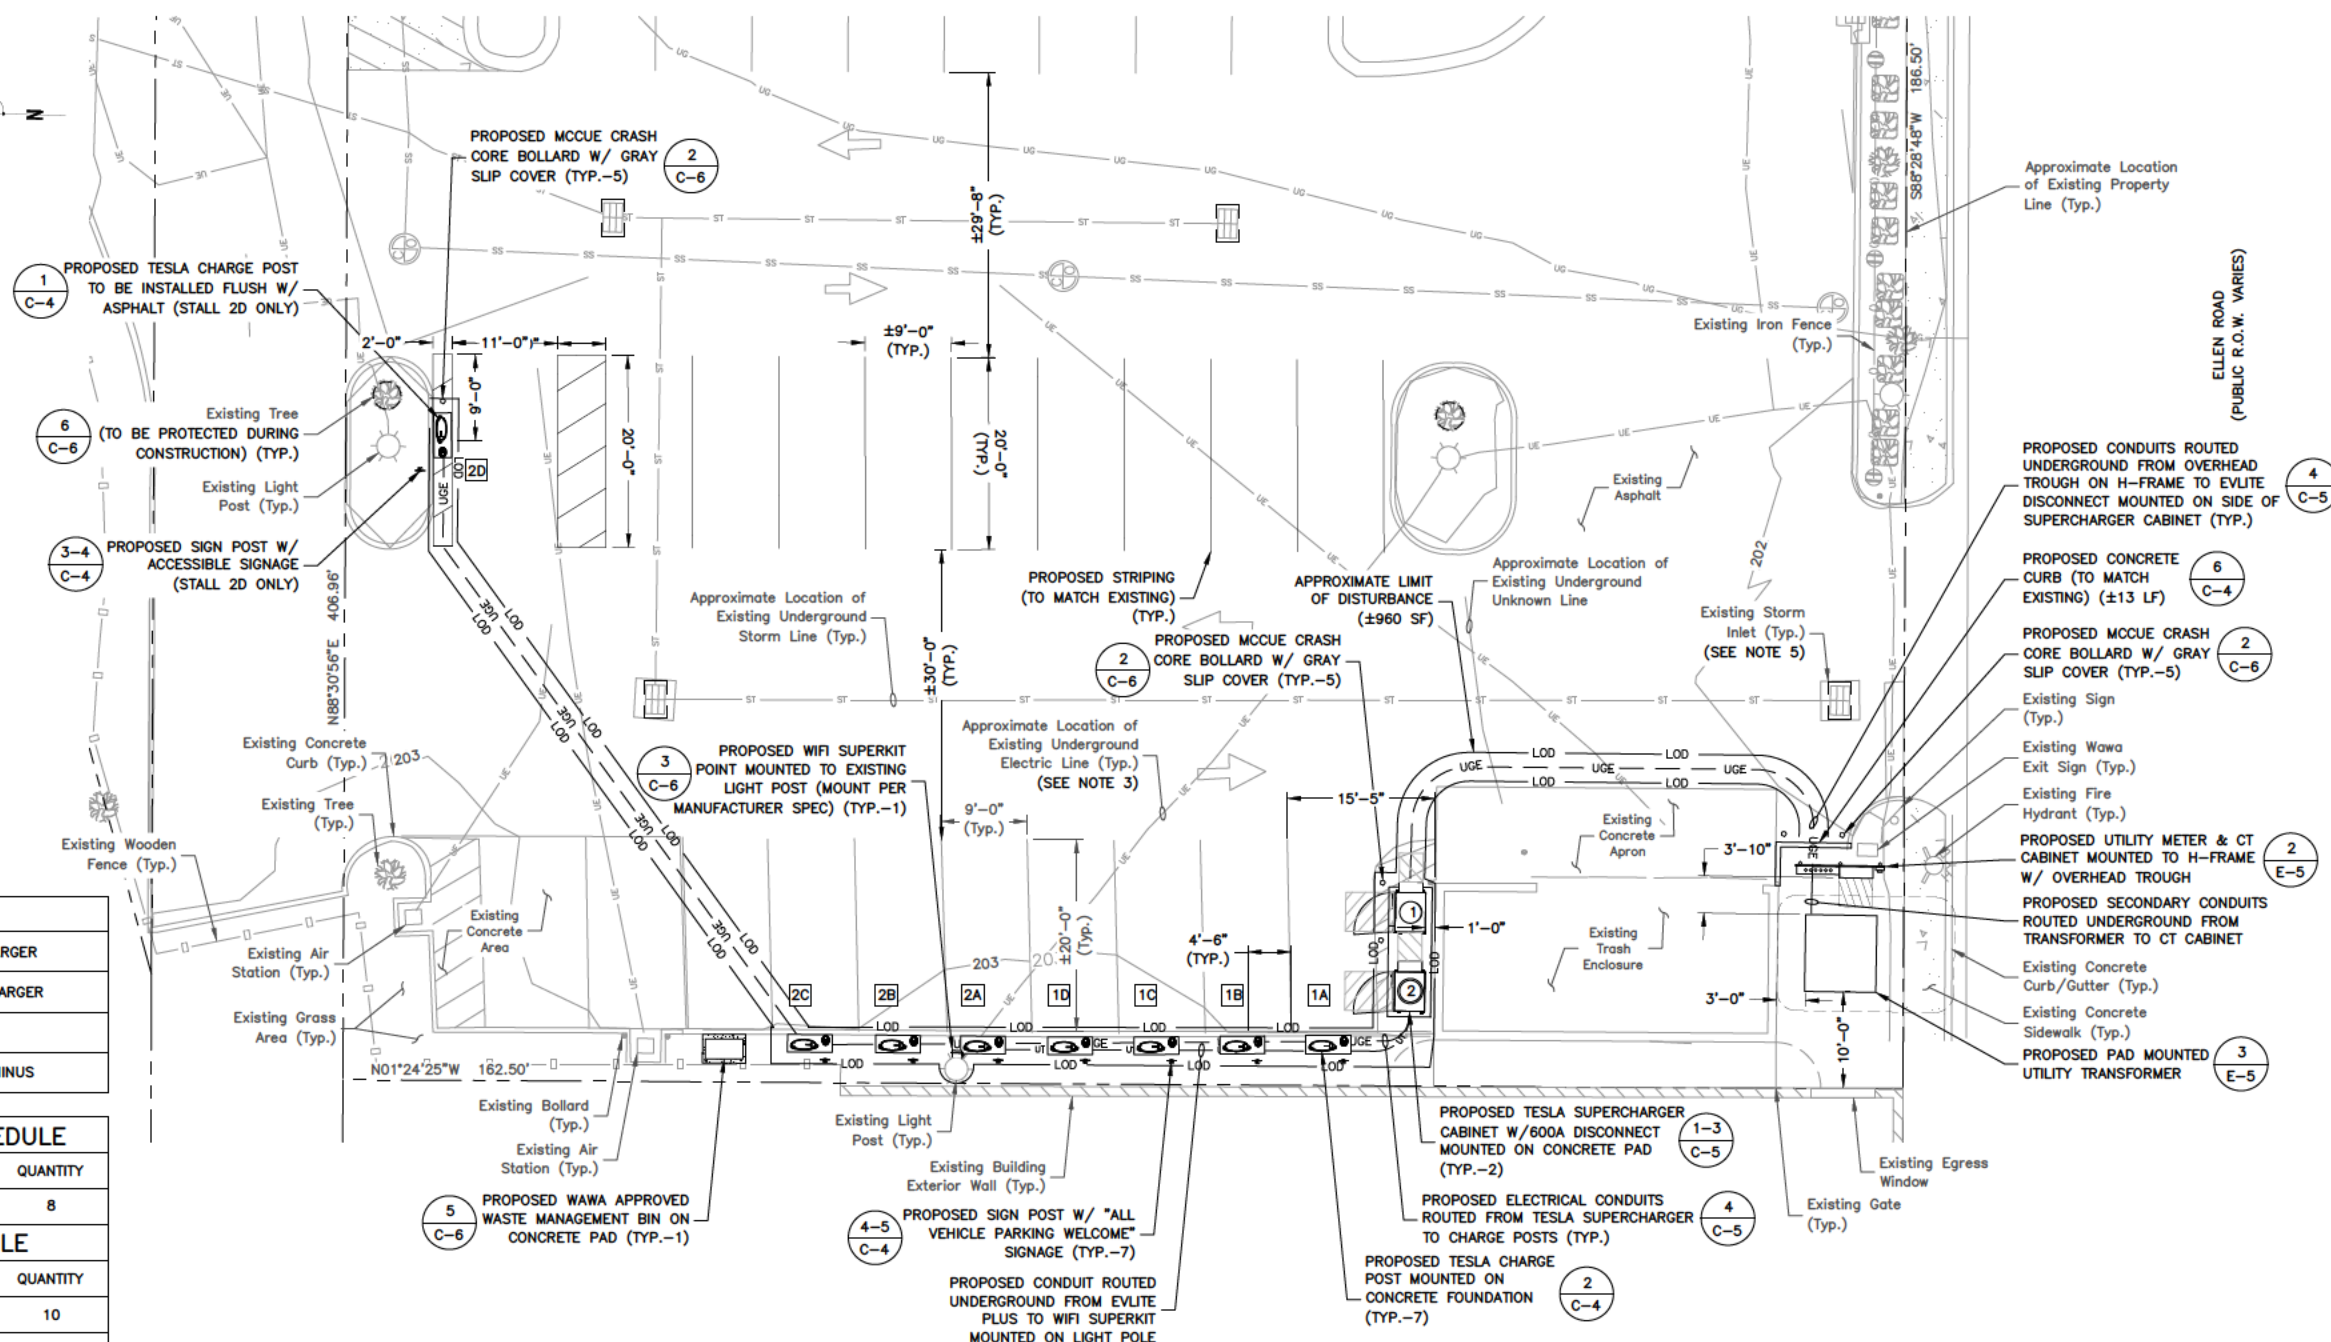 N
PROPOSED MCCUE CRASH
CORE BOLLARD W/ GRAY
SLIP COVER (TYP.-5)
2
C-6
1
C-4
PROPOSED TESLA CHARGE POST
TO BE INSTALLED FLUSH W/
ASPHALT (STALL 2D ONLY)
6
C-6
Existing Tree
(TO BE PROTECTED DURING
CONSTRUCTION) (TYP.)
Existing Light
Post (Typ.)
3-4
C-4
PROPOSED SIGN POST W/
ACCESSIBLE SIGNAGE
(STALL 2D ONLY)
2'-0"
11'-0"
9'-0"
20'-0"
2D
±29'-8"
(TYP.)
±9'-0"
(TYP.)
20'-0"
(TYP.)
±30'-0"
(TYP.)
N88°30'56"E 406.96'
S88°28'48"W 186.50'
Approximate Location
of Existing Property
Line (Typ.)
ELLEN ROAD
(PUBLIC R.O.W. VARIES)
Existing Iron Fence
(Typ.)
Existing
Asphalt
202
PROPOSED CONDUITS ROUTED
UNDERGROUND FROM OVERHEAD
TROUGH ON H-FRAME TO EVLITE
DISCONNECT MOUNTED ON SIDE OF
SUPERCHARGER CABINET (TYP.)
4
C-5
PROPOSED CONCRETE
CURB (TO MATCH
EXISTING) (±13 LF)
6
C-4
PROPOSED MCCUE CRASH
CORE BOLLARD W/ GRAY
SLIP COVER (TYP.-5)
2
C-6
Existing Sign
(Typ.)
Existing Wawa
Exit Sign (Typ.)
Existing Fire
Hydrant (Typ.)
PROPOSED UTILITY METER & CT
CABINET MOUNTED TO H-FRAME
W/ OVERHEAD TROUGH
2
E-5
PROPOSED SECONDARY CONDUITS
ROUTED UNDERGROUND FROM
TRANSFORMER TO CT CABINET
Existing Concrete
Curb/Gutter (Typ.)
Existing Concrete
Sidewalk (Typ.)
PROPOSED PAD MOUNTED
UTILITY TRANSFORMER
3
E-5
Approximate Location of
Existing Underground
Storm Line (Typ.)
PROPOSED STRIPING
(TO MATCH EXISTING)
(TYP.)
APPROXIMATE LIMIT
OF DISTURBANCE
(±960 SF)
Approximate Location of
Existing Underground
Unknown Line
Existing Storm
Inlet (Typ.)
(SEE NOTE 5)
2
C-6
PROPOSED MCCUE CRASH
CORE BOLLARD W/ GRAY
SLIP COVER (TYP.-5)
Approximate Location of
Existing Underground
Electric Line (Typ.)
(SEE NOTE 3)
3
C-6
PROPOSED WIFI SUPERKIT
POINT MOUNTED TO EXISTING
LIGHT POST (MOUNT PER
MANUFACTURER SPEC) (TYP.-1)
Existing Concrete
Curb (Typ.)
203
Existing Tree
(Typ.)
Existing Wooden
Fence (Typ.)
Existing
Concrete
Area
Existing Air
Station (Typ.)
Existing Grass
Area (Typ.)
9'-0"
(Typ.)
±20'-0"
(Typ.)
15'-5"
4'-6"
(TYP.)
1'-0"
3'-10"
3'-0"
10'-0"
Existing
Concrete
Apron
Existing
Trash
Enclosure
203
1
2
2C
2B
2A
1D
1C
1B
1A
UGE
LOD
N01°24'25"W 162.50'
Existing Bollard
(Typ.)
Existing Air
Station (Typ.)
Existing Light
Post (Typ.)
Existing Building
Exterior Wall (Typ.)
5
C-6
PROPOSED WAWA APPROVED
WASTE MANAGEMENT BIN ON
CONCRETE PAD (TYP.-1)
4-5
C-4
PROPOSED SIGN POST W/ "ALL
VEHICLE PARKING WELCOME"
SIGNAGE (TYP.-7)
PROPOSED CONDUIT ROUTED
UNDERGROUND FROM EVLITE
PLUS TO WIFI SUPERKIT
MOUNTED ON LIGHT POLE
PROPOSED TESLA SUPERCHARGER
CABINET W/600A DISCONNECT
MOUNTED ON CONCRETE PAD
(TYP.-2)
1-3
C-5
PROPOSED ELECTRICAL CONDUITS
ROUTED FROM TESLA SUPERCHARGER
TO CHARGE POSTS (TYP.)
4
C-5
PROPOSED TESLA CHARGE
POST MOUNTED ON
CONCRETE FOUNDATION
(TYP.-7)
2
C-4
Existing Egress
Window
Existing Gate
(Typ.)
RGER
ARGER
INUS
EDULE
QUANTITY
8
LE
QUANTITY
10